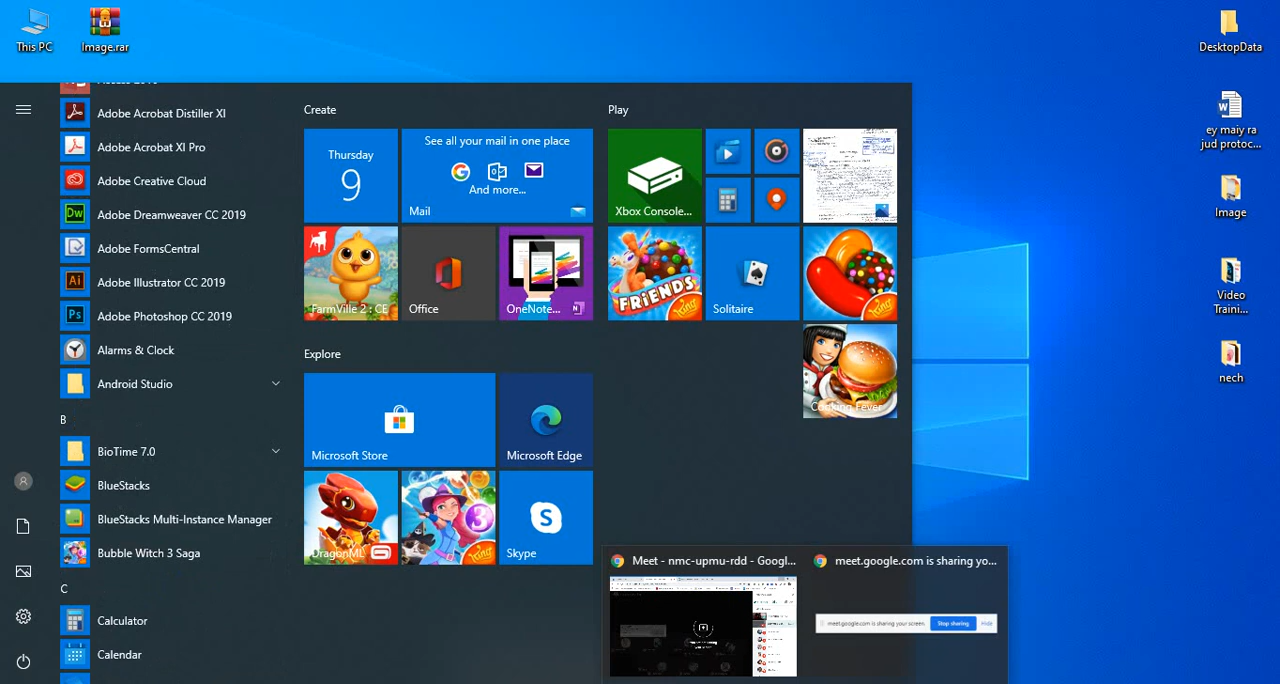 This PC
Image.rar
DesktopData
ey maiy ra
jud protoc...
Image
Video
Traini...
nech
Adobe Acrobat Distiller XI
Adobe Acrobat XI Pro
Adobe Creative Cloud
Adobe Dreamweaver CC 2019
Adobe FormsCentral
Adobe Illustrator CC 2019
Adobe Photoshop CC 2019
Alarms & Clock
Android Studio
B
BioTime 7.0
BlueStacks
BlueStacks Multi-Instance Manager
Bubble Witch 3 Saga
C
Calculator
Calendar
Create
Thursday
9
See all your mail in one place
And more...
Mail
FarmVille 2 : CE
Office
OneNote...
Explore
Microsoft Store
Microsoft Edge
DragonML
3
King
Skype
Play
Xbox Console...
FRIENDS
King
Solitaire
King
Cooking Fever
Meet - nmc-upmu-rdd - Googl...
meet.google.com is sharing yo...
meet.google.com is sharing your screen.
Stop sharing
Hide